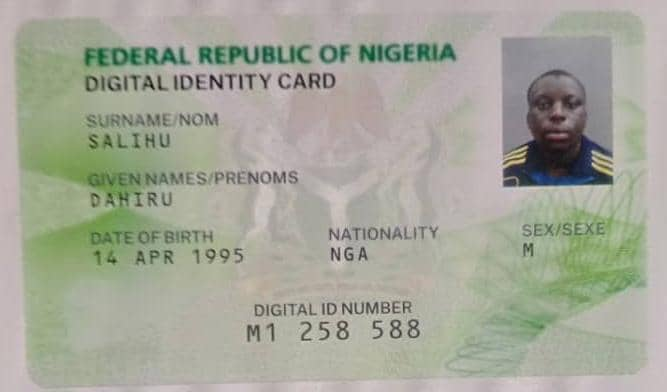 FEDERAL REPUBLIC OF NIGERIA
DIGITAL IDENTITY CARD
SURNAME/NOM
SALIHU
GIVEN NAMES/PRENOMS
DAHIRU
DATE OF BIRTH NATIONALITY SEX/SEXE
14 APR 1995 NGA M
DIGITAL ID NUMBER
M1 258 588